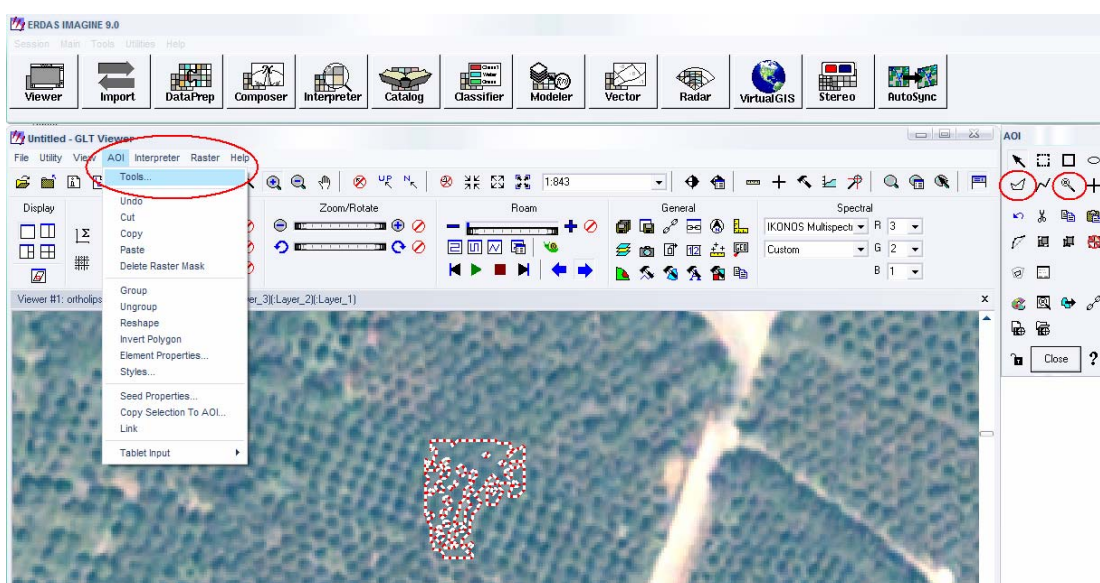 ERDAS IMAGINE 9.0
Session Main Tools Utilities Help
Viewer Import DataPrep Composer Interpreter Catalog Classifier Modeler Vector Radar VirtualGIS Stereo AutoSync
Untitled - GLT Viewer
AOI
File Utility View AOI Interpreter Raster Help
Tools...
1:843
Display
Zoom/Rotate
Roam
General
Spectral
IKONOS Multispecti R 3
Custom G 2
B 1
Undo
Cut
Copy
Paste
Delete Raster Mask
Viewer #1: ortholips er_3)(:Layer_2)(:Layer_1)
Group
Ungroup
Reshape
Invert Polygon
Element Properties...
Styles...
Seed Properties...
Copy Selection To AOI...
Link
Tablet Input
Close ?